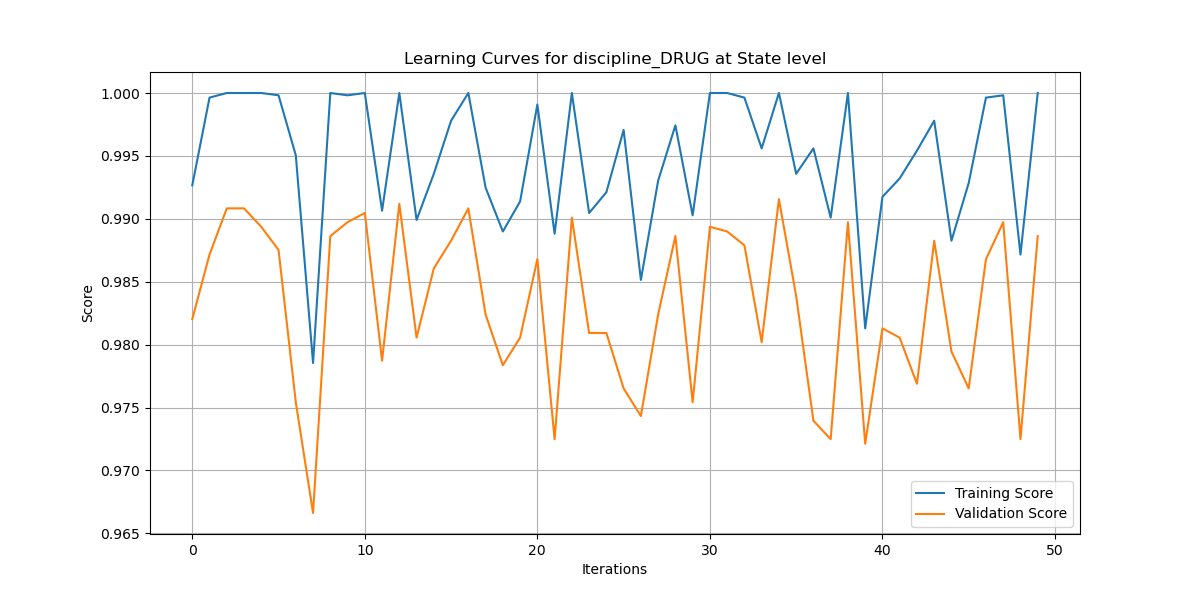 Learning Curves for discipline_DRUG at State level
Score
1.000
0.995
0.990
0.985
0.980
0.975
0.970
0.965
0
10
20
30
40
50
Iterations
Training Score
Validation Score